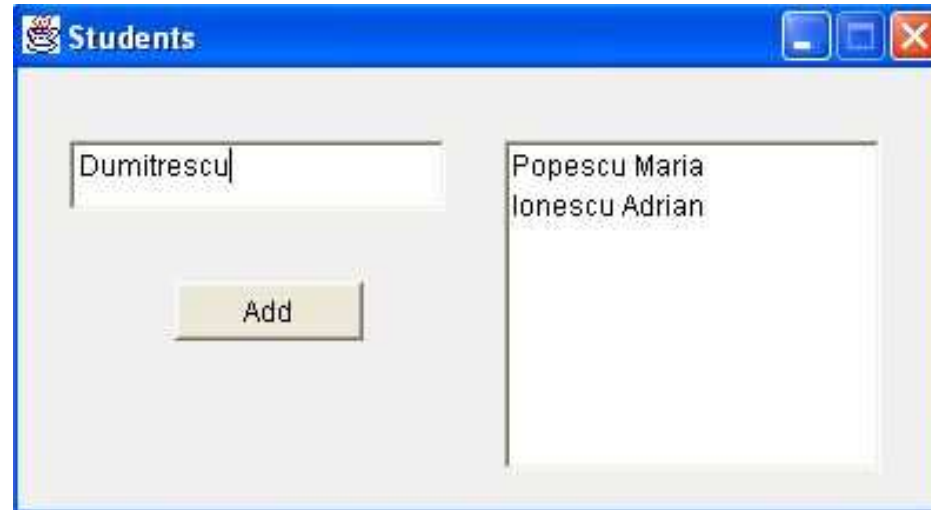 Students
Dumitrescu
Popescu Maria
Ionescu Adrian
Add